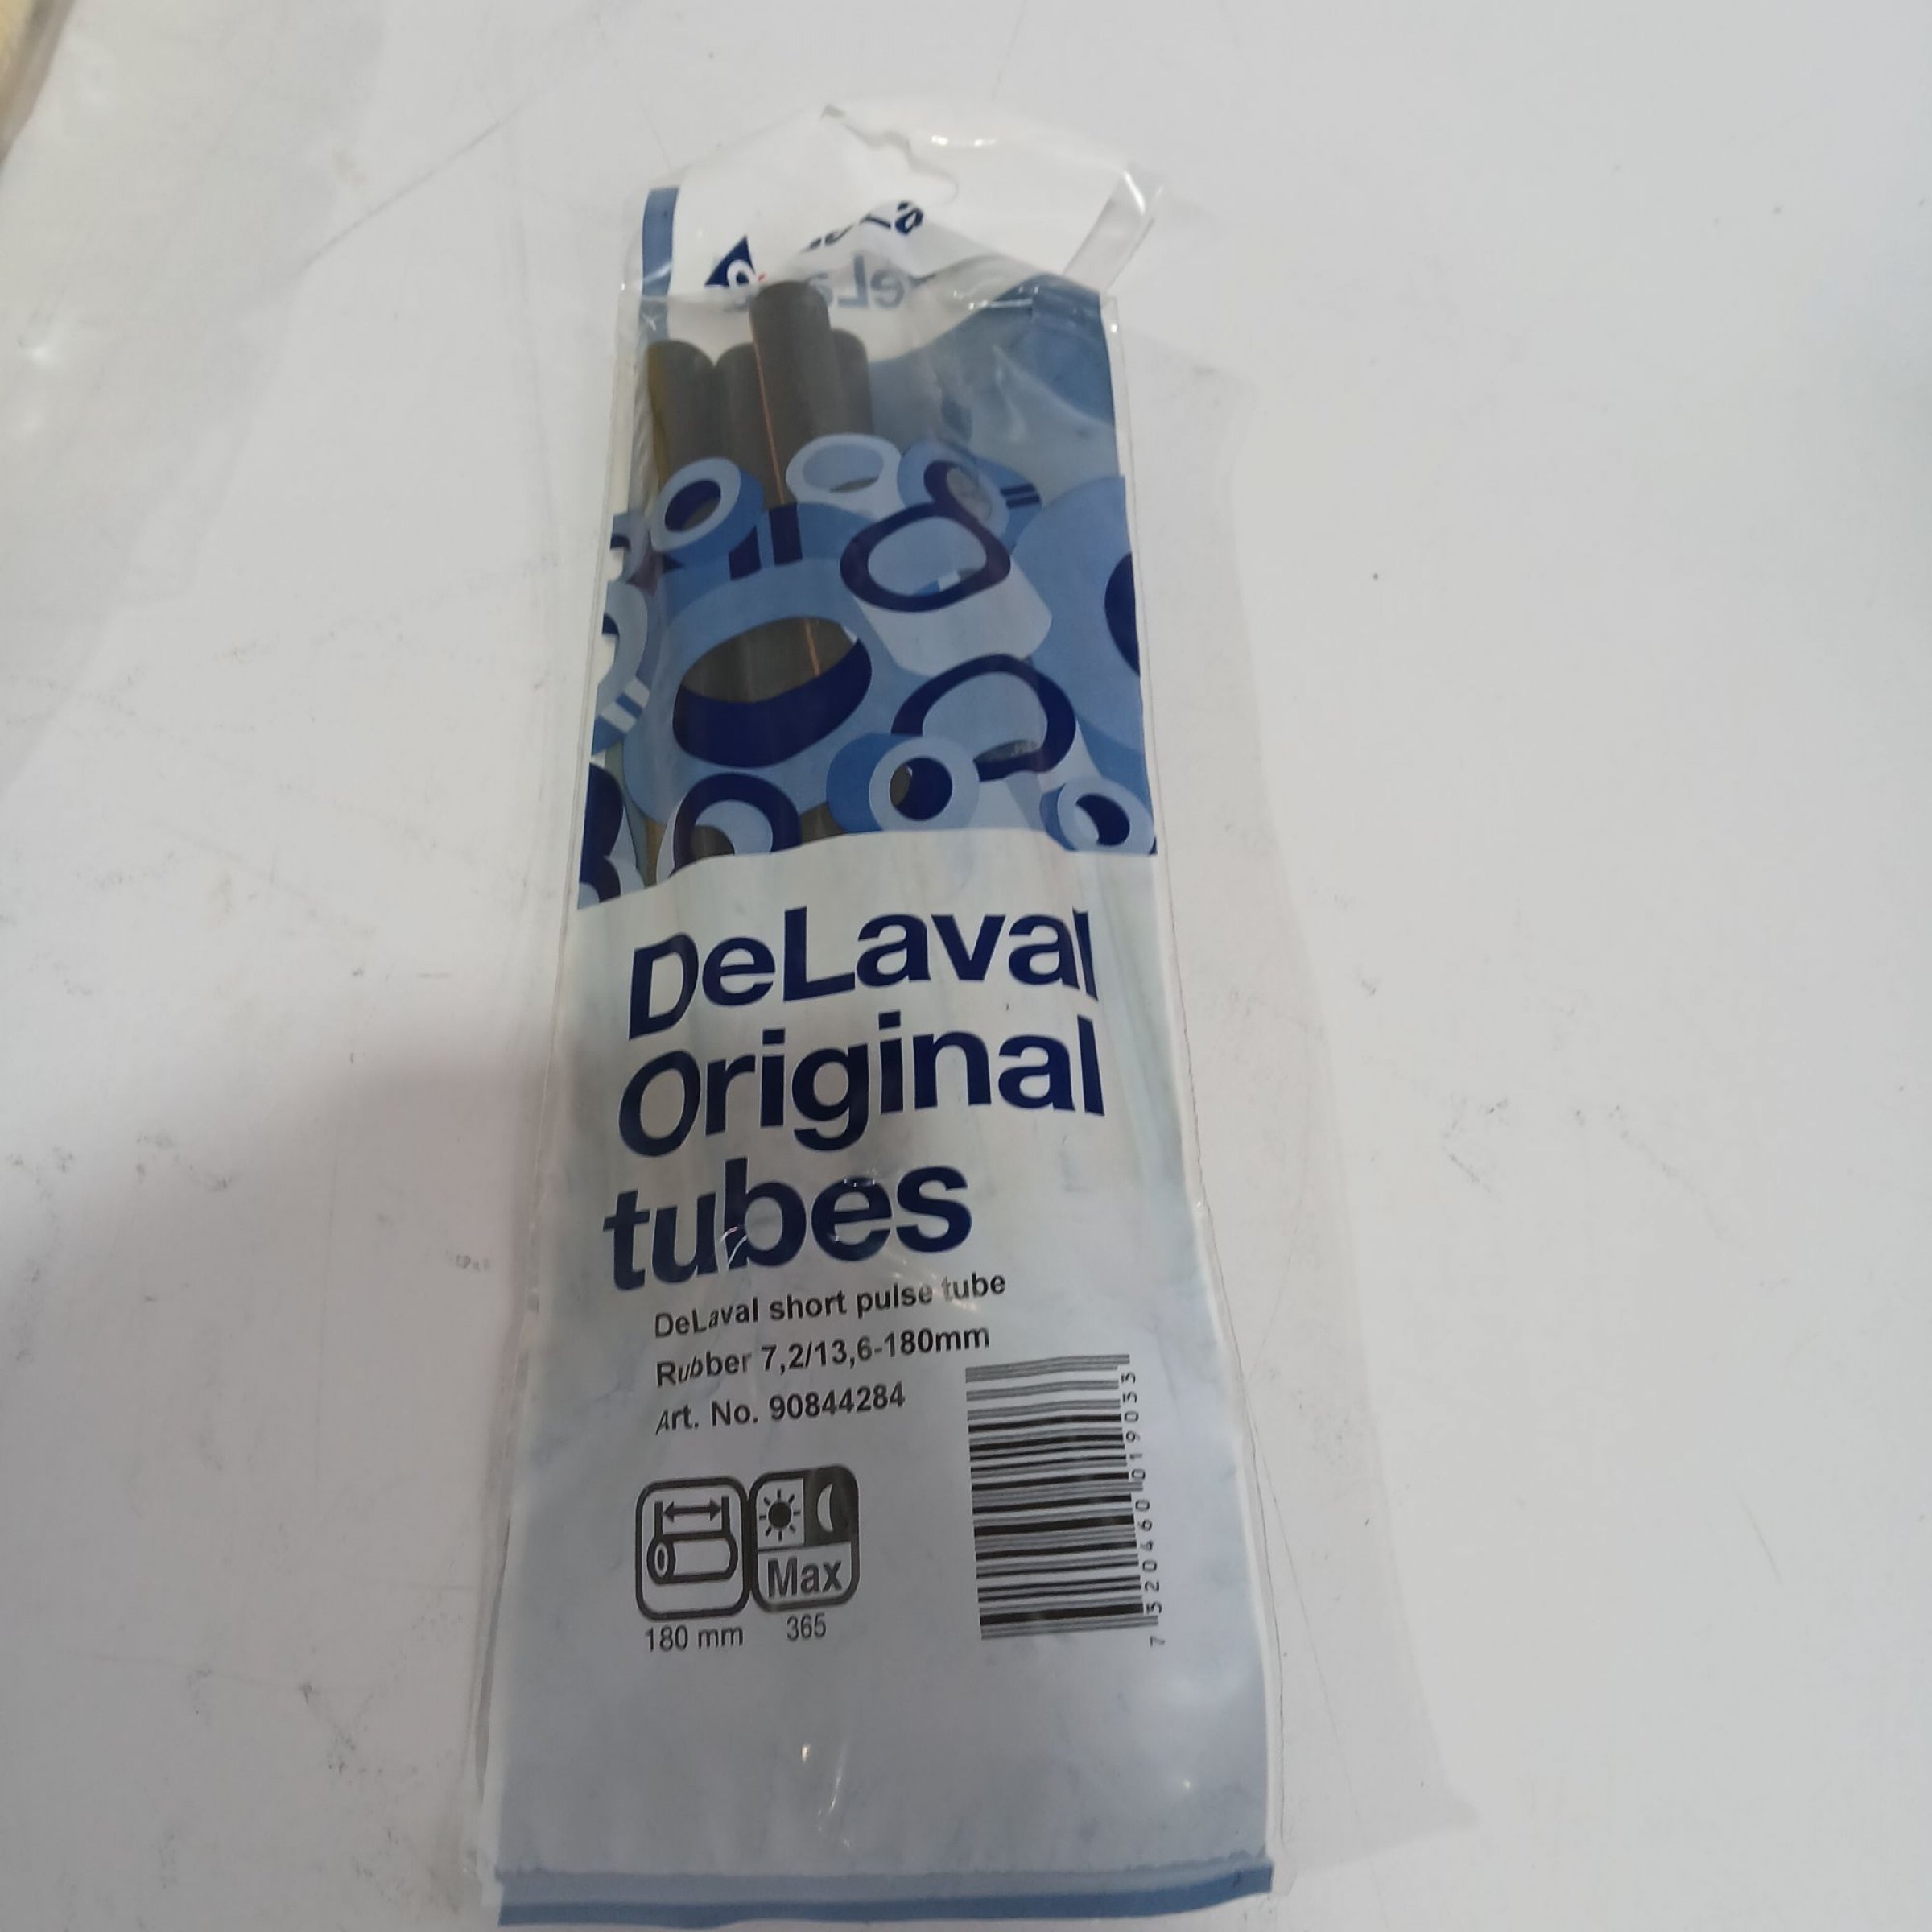 DeLaval
Original
tubes
DeLaval short pulse tube
Rubber 7,2/13,6-180mm
Art. No. 90844284
Max
180 mm
365
7 320460 019033